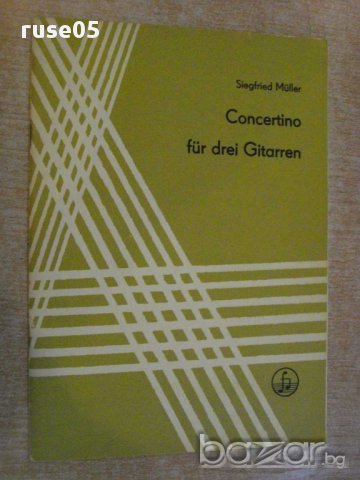 ruse05
Siegfried Müller
Concertino
für drei Gitarren
bazar.bg